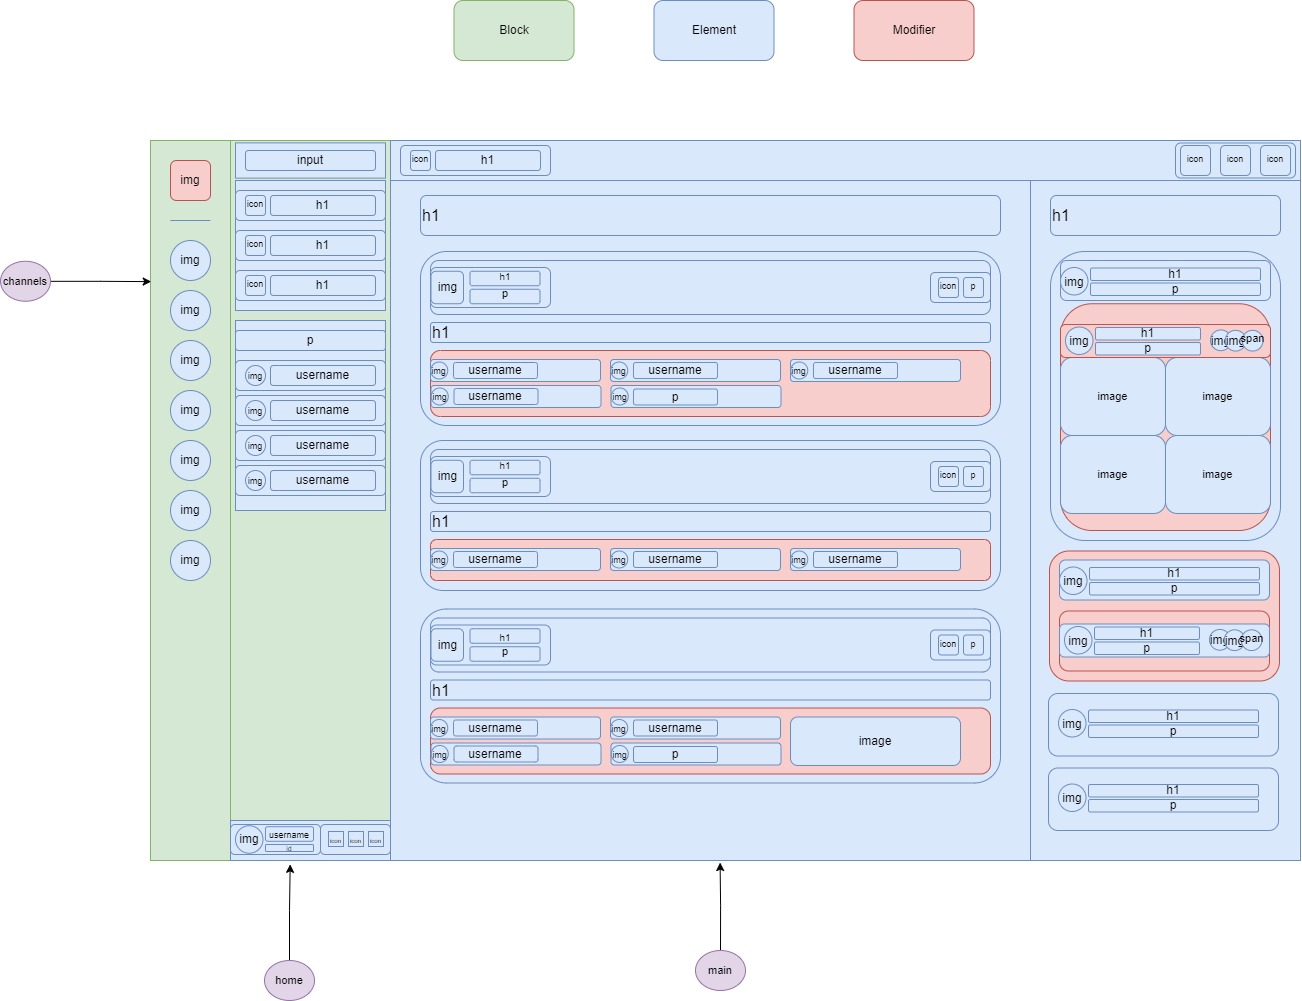 Block
Element
Modifier
channels
img
img
img
img
img
img
img
img
input
icon h1
icon h1
icon h1
p
img username
img username
img username
img username
img username
id
icon icon icon
home
icon h1
icon icon icon
h1
img h1
p
icon p
h1
img username img username img username
img username img p
img h1
p
icon p
h1
img username img username img username
img h1
p
icon p
h1
img username img username image
img username img p
main
h1
img h1
p
img h1
p
img img span
image image
image image
img h1
p
img h1
p
img img span
img h1
p
img h1
p